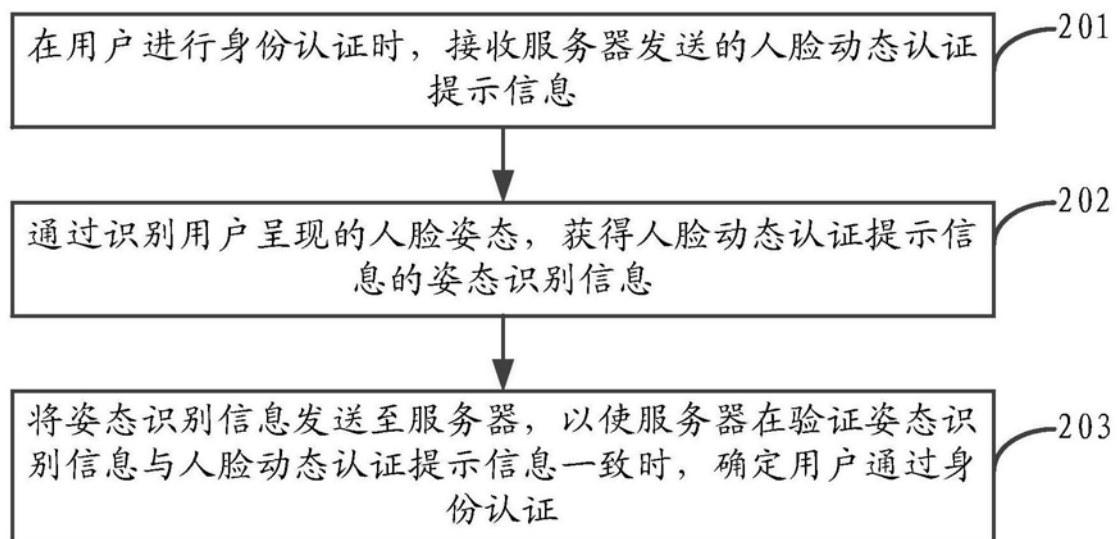 在用户进行身份认证时，接收服务器发送的人脸动态认证
提示信息
201
通过识别用户呈现的人脸姿态，获得人脸动态认证提示信
息的姿态识别信息
202
将姿态识别信息发送至服务器，以使服务器在验证姿态识
别信息与人脸动态认证提示信息一致时，确定用户通过身
份认证
203